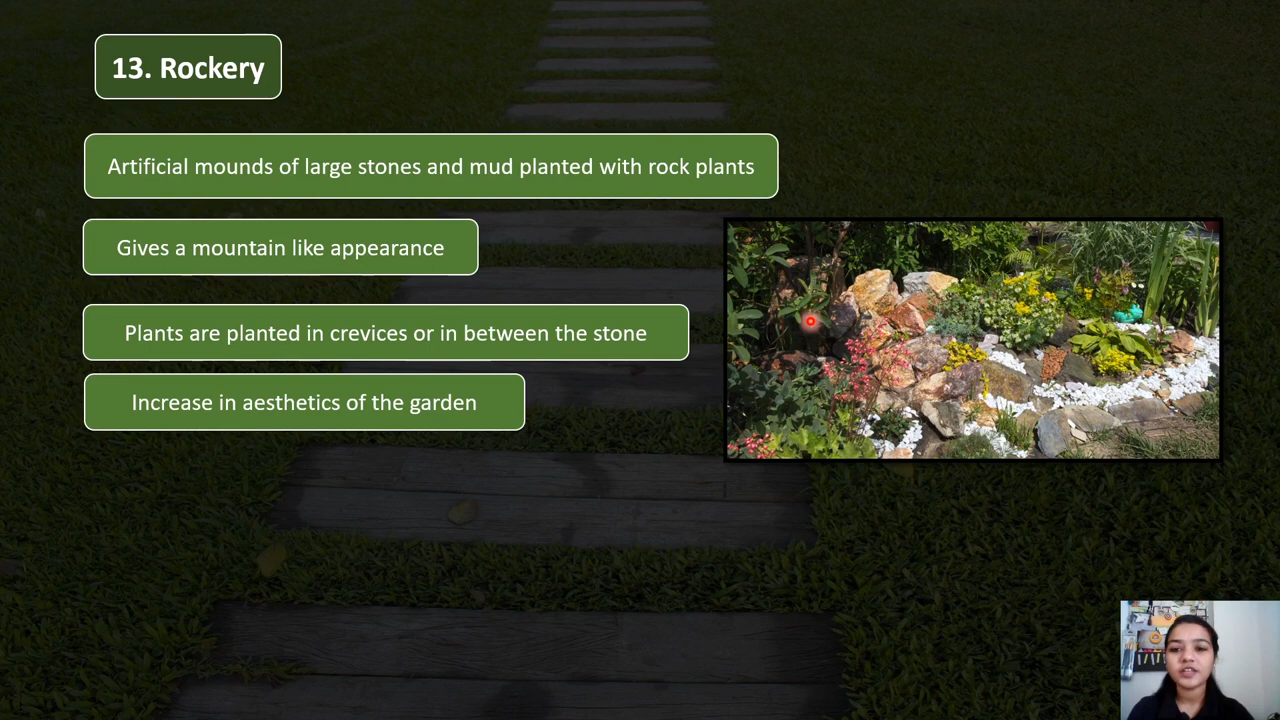 13. Rockery
Artificial mounds of large stones and mud planted with rock plants
Gives a mountain like appearance
Plants are planted in crevices or in between the stone
Increase in aesthetics of the garden